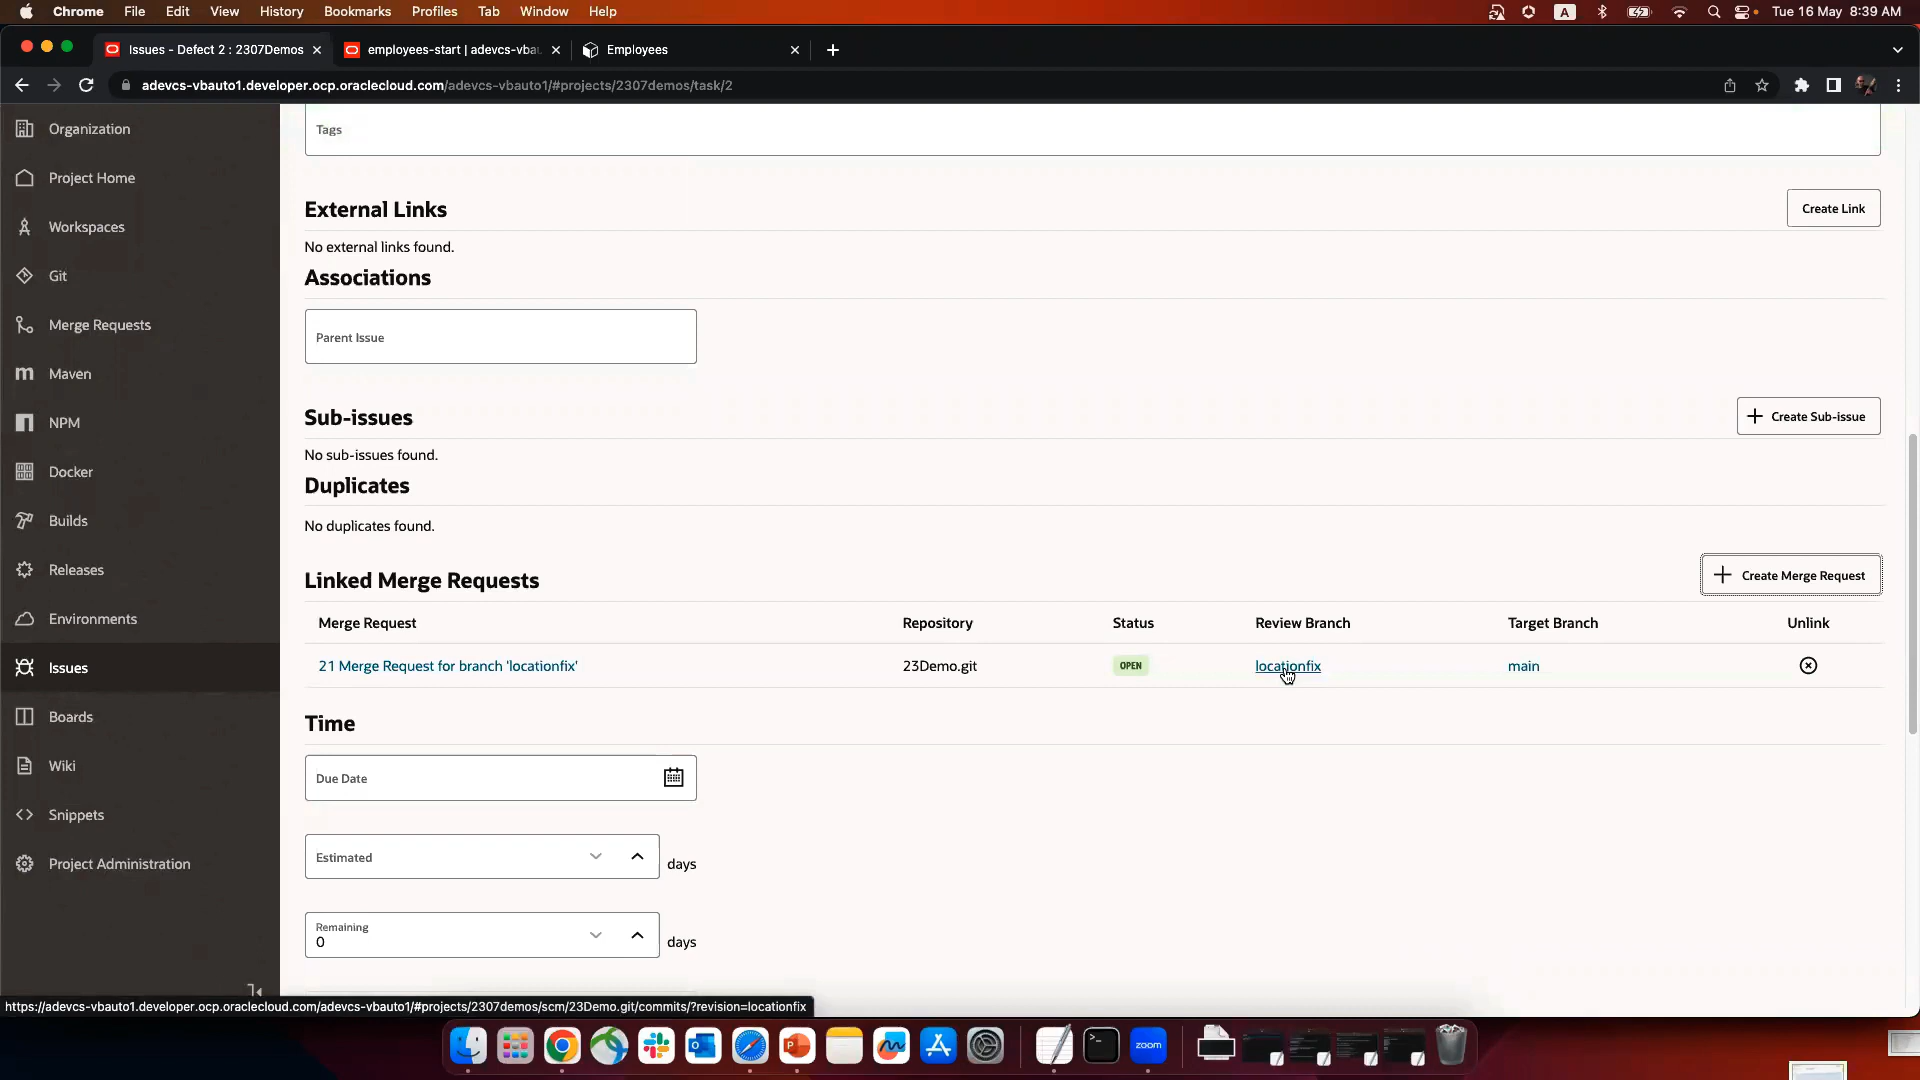 Chrome File Edit View History Bookmarks Profiles Tab Window Help
A
Tue 16 May 8:39 AM
Issues - Defect 2 : 2307Demos
employees-start | adevcs-vbau
Employees
adevcs-vbauto1.developer.ocp.oraclecloud.com/adevcs-vbauto1/#projects/2307demos/task/2
Organization
Project Home
Workspaces
Git
Merge Requests
Maven
NPM
Docker
Builds
Releases
Environments
Issues
Boards
Wiki
Snippets
Project Administration
Tags
External Links
Create Link
No external links found.
Associations
Parent Issue
Sub-issues
Create Sub-issue
No sub-issues found.
Duplicates
No duplicates found.
Linked Merge Requests
Create Merge Request
Merge Request Repository Status Review Branch Target Branch Unlink
21 Merge Request for branch 'locationfix' 23Demo.git OPEN locationfix main
Time
Due Date
Estimated
days
Remaining
0
days
https://adevcs-vbauto1.developer.ocp.oraclecloud.com/adevcs-vbauto1/#projects/2307demos/scm/23Demo.git/commits/?revision=locationfix
zoom